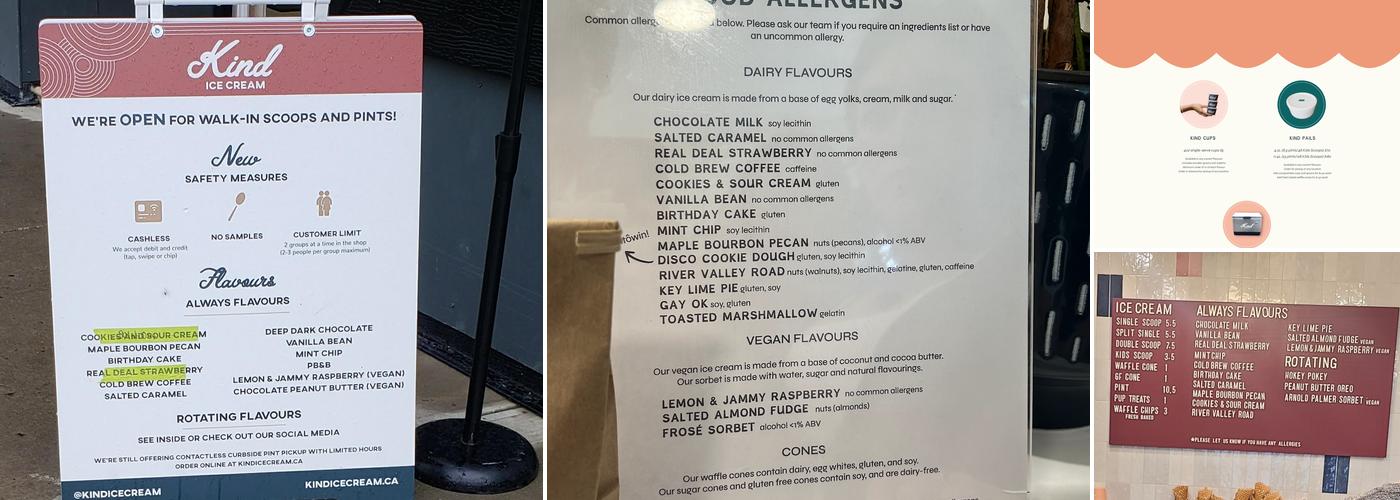 Kind
ICE CREAM
WE'RE OPEN FOR WALK-IN SCOOPS AND PINTS!
New
SAFETY MEASURES
CASHLESS
We accept debit and credit
(tap, swipe or chip)
NO SAMPLES
CUSTOMER LIMIT
2 groups at a time in the shop
(2-3 people per group maximum)
Flavours
ALWAYS FLAVOURS
COOKIES AND SOUR CREAM
MAPLE BOURBON PECAN
BIRTHDAY CAKE
REAL DEAL STRAWBERRY
COLD BREW COFFEE
SALTED CARAMEL
DEEP DARK CHOCOLATE
VANILLA BEAN
MINT CHIP
PB&B
LEMON & JAMMY RASPBERRY (VEGAN)
CHOCOLATE PEANUT BUTTER (VEGAN)
ROTATING FLAVOURS
SEE INSIDE OR CHECK OUT OUR SOCIAL MEDIA
WE'RE STILL OFFERING CONTACTLESS CURBSIDE PINT PICKUP WITH LIMITED HOURS
ORDER ONLINE AT KINDICECREAM.CA
@KINDICECREAM
KINDICECREAM.CA
ALLERGENS
Common below. Please ask our team if you require an ingredients list or have
an uncommon allergy.
DAIRY FLAVOURS
Our dairy ice cream is made from a base of egg yolks, cream, milk and sugar.
CHOCOLATE MILK soy lecithin
SALTED CARAMEL no common allergens
REAL DEAL STRAWBERRY no common allergens
COLD BREW COFFEE caffeine
COOKIES & SOUR CREAM gluten
VANILLA BEAN no common allergens
BIRTHDAY CAKE gluten
MINT CHIP soy lecithin
MAPLE BOURBON PECAN nuts (pecans), alcohol <1% ABV
DISCO COOKIE DOUGH gluten, soy lecithin
RIVER VALLEY ROAD nuts (walnuts), soy lecithin, gelatine, gluten, caffeine
KEY LIME PIE gluten, soy
GAY OK soy, gluten
TOASTED MARSHMALLOW gelatin
VEGAN FLAVOURS
Our vegan ice cream is made from a base of coconut and cocoa butter.
Our sorbet is made with water, sugar and natural flavourings.
LEMON & JAMMY RASPBERRY no common allergens
SALTED ALMOND FUDGE nuts (almonds)
FROSÉ SORBET alcohol <1% ABV
CONES
Our waffle cones contain dairy, egg whites, gluten, and soy.
Our sugar cones and gluten free cones contain soy, and are dairy-free.
KIND CUPS
KIND PAILS
Kind
ICE CREAM
SINGLE SCOOP 5.5
SPLIT SINGLE 5.5
DOUBLE SCOOP 7.5
KIDS SCOOP 3.5
WAFFLE CONE 1
GF CONE 1
PINT 10.5
PUP TREATS 1
WAFFLE CHIPS 3
FRESH BAKED
ALWAYS FLAVOURS
CHOCOLATE MILK
VANILLA BEAN
REAL DEAL STRAWBERRY
MINT CHIP
COLD BREW COFFEE
BIRTHDAY CAKE
SALTED CARAMEL
MAPLE BOURBON PECAN
COOKIES & SOUR CREAM
RIVER VALLEY ROAD
KEY LIME PIE
SALTED ALMOND FUDGE VEGAN
LEMON & JAMMY RASPBERRY VEGAN
ROTATING
HOKEY POKEY
PEANUT BUTTER OREO
ARNOLD PALMER SORBET VEGAN
*PLEASE LET US KNOW IF YOU HAVE ANY ALLERGIES